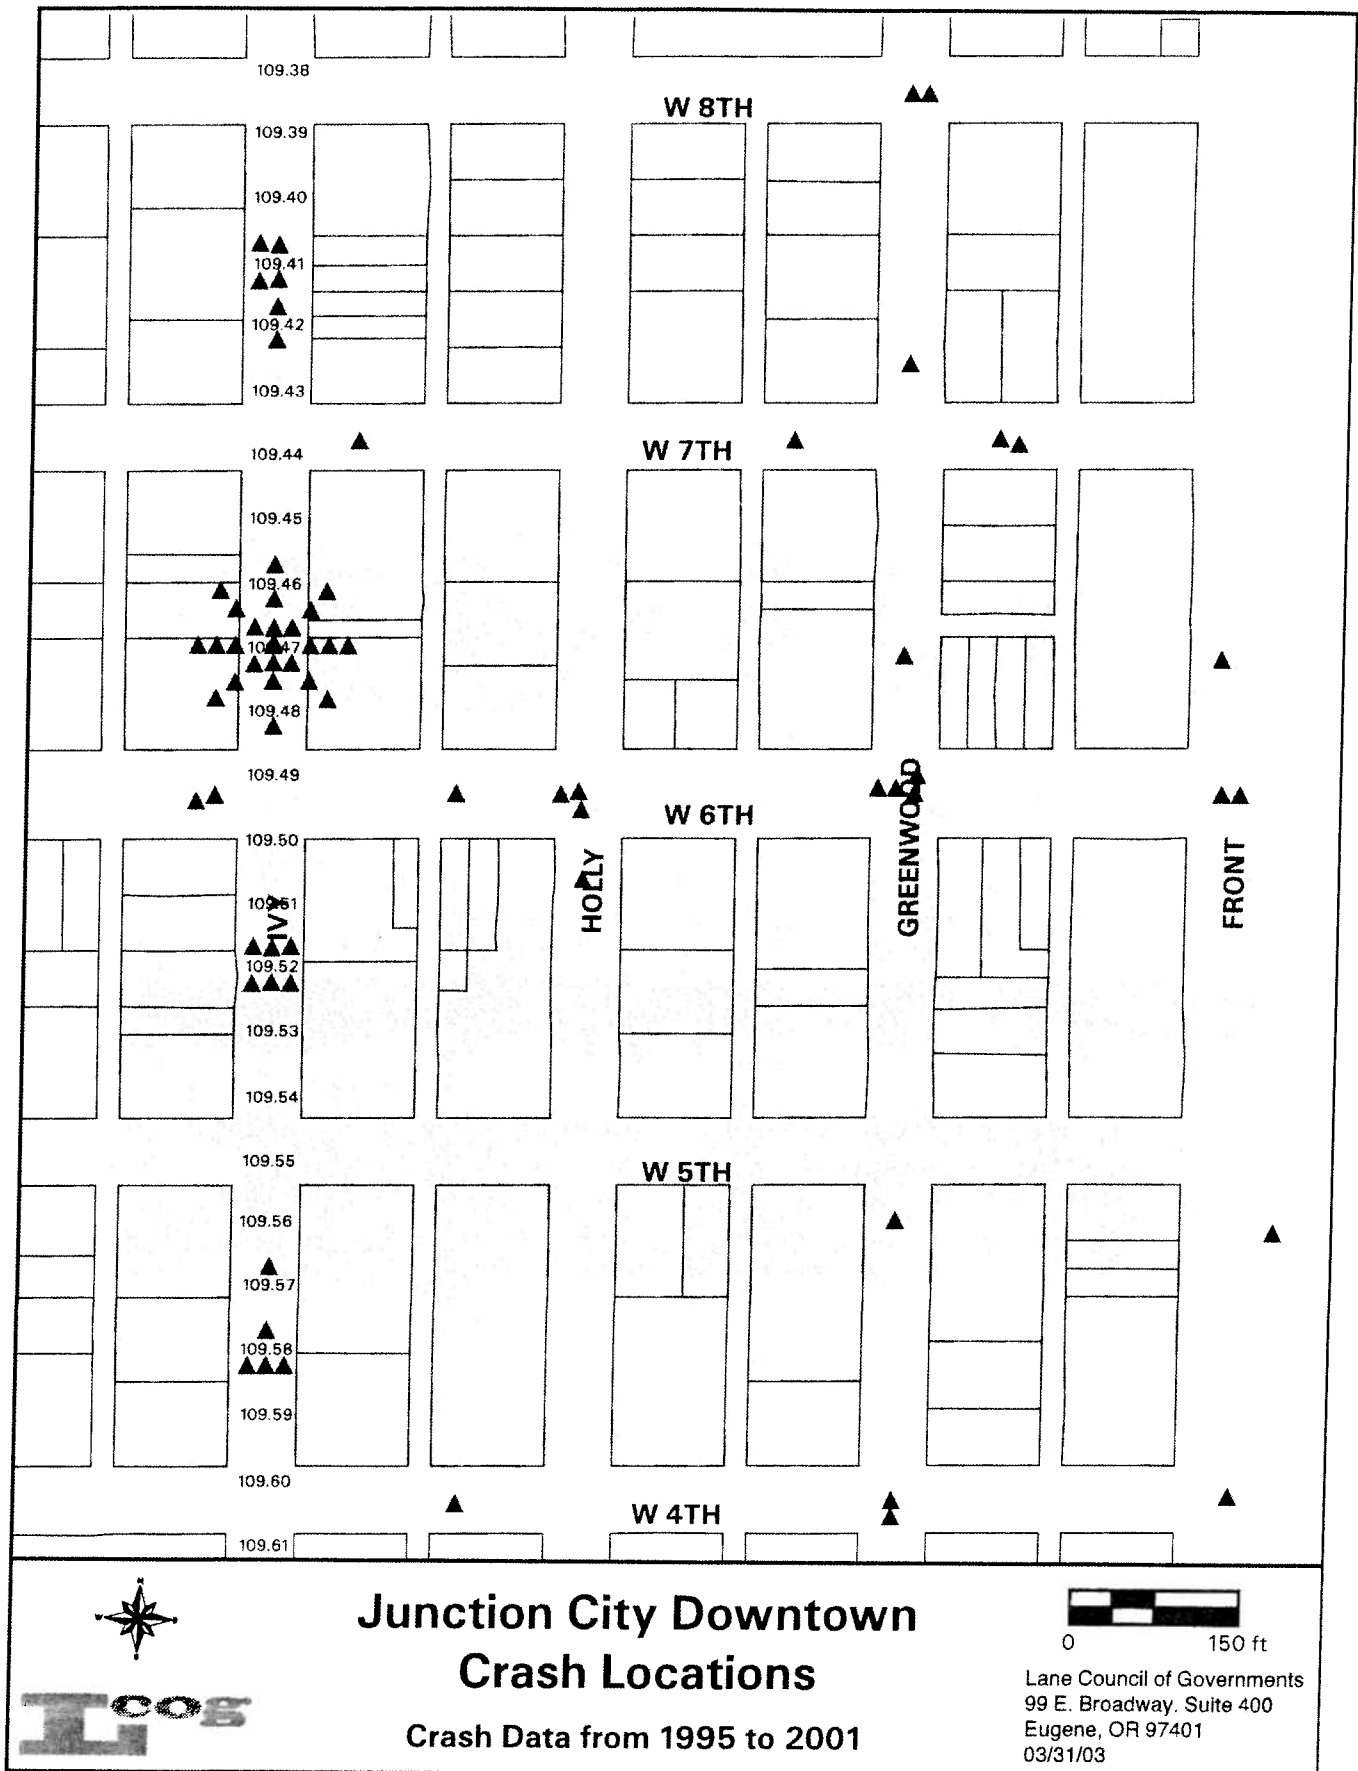 109.38
W 8TH
109.39
109.40
109.41
109.42
109.43
W 7TH
109.44
109.45
109.46
109.47
109.48
109.49
W 6TH
109.50
IVY
HOLLY
GREENWOOD
FRONT
109.51
109.52
109.53
109.54
109.55
W 5TH
109.56
109.57
109.58
109.59
109.60
W 4TH
109.61
N
W
E
S
Lcog
Junction City Downtown
Crash Locations
Crash Data from 1995 to 2001
0 150 ft
Lane Council of Governments
99 E. Broadway. Suite 400
Eugene, OR 97401
03/31/03